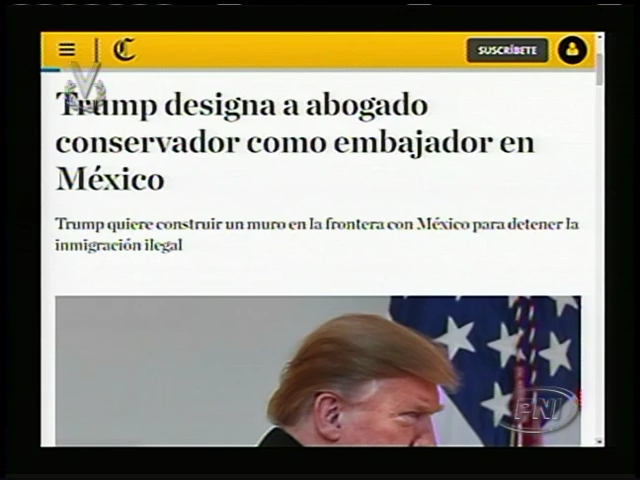 SUSCRÍBETE
Trump designa a abogado
conservador como embajador en
México
Trump quiere construir un muro en la frontera con México para detener la
inmigración ilegal
PNI